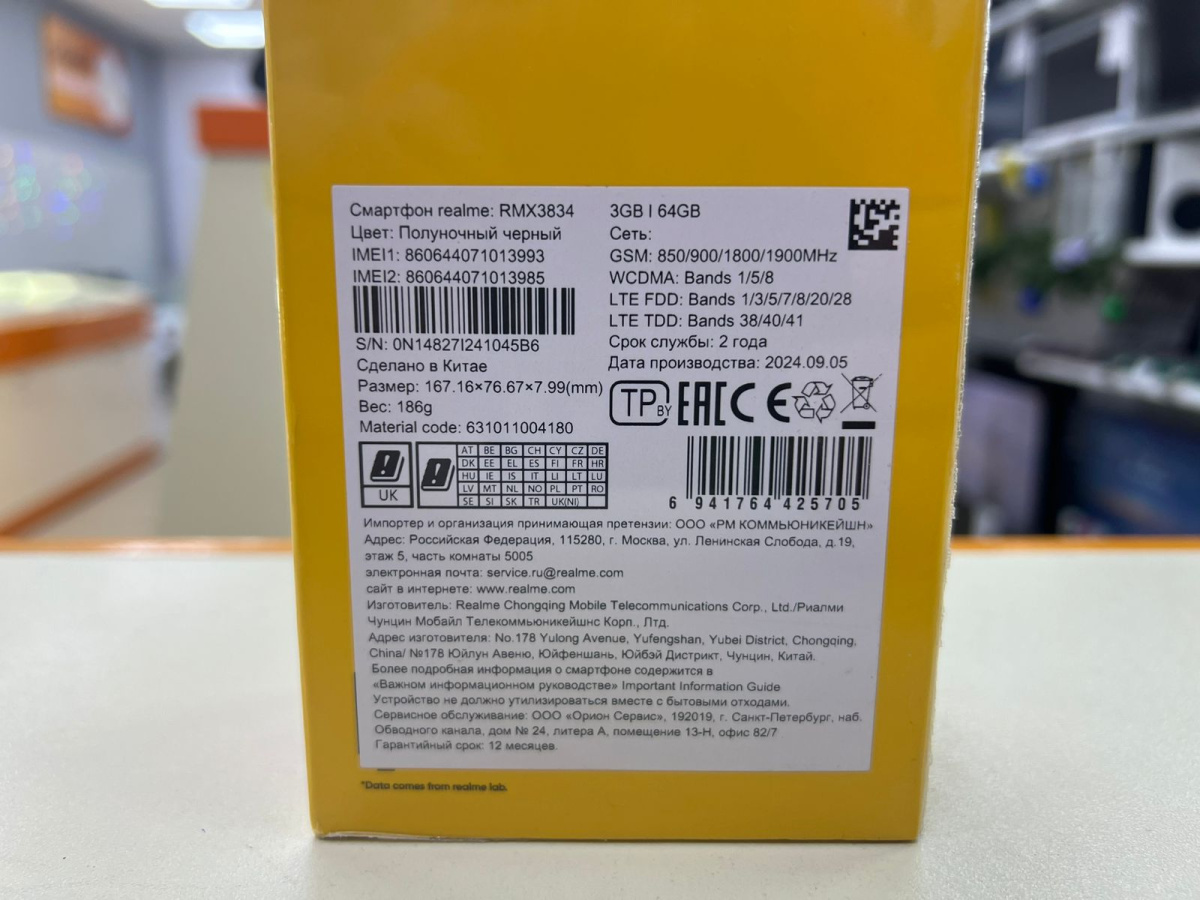 Смартфон realme: RMX3834
Цвет: Полуночный черный
IMEI1: 860644071013993
IMEI2: 860644071013985
S/N: 0N14827I241045B6
Сделано в Китае
Размер: 167.16×76.67×7.99(mm)
Вес: 186g
Material code: 631011004180
3GB | 64GB
Сеть:
GSM: 850/900/1800/1900MHz
WCDMA: Bands 1/5/8
LTE FDD: Bands 1/3/5/7/8/20/28
LTE TDD: Bands 38/40/41
Срок службы: 2 года
Дата производства: 2024.09.05
TP BY EAC CE
UK
AT BE BG CH CY CZ DE
DK EE EL ES FI FR HR
HU IE IS IT LI LT LU
LV MT NL NO PL PT RO
SE SI SK TR UK(NI)
6 941764 425705
Импортер и организация принимающая претензии: ООО «РМ КОММЬЮНИКЕЙШН»
Адрес: Российская Федерация, 115280, г. Москва, ул. Ленинская Слобода, д.19,
этаж 5, часть комнаты 5005
электронная почта: service.ru@realme.com
сайт в интернете: www.realme.com
Изготовитель: Realme Chongqing Mobile Telecommunications Corp., Ltd./Риалми
Чунцин Мобайл Телекоммьюникейшнс Корп., Лтд.
Адрес изготовителя: No.178 Yulong Avenue, Yufengshan, Yubei District, Chongqing,
China/ №178 Юйлун Авеню, Юйфеншань, Юйбэй Дистрикт, Чунцин, Китай.
Более подробная информация о смартфоне содержится в
«Важном информационном руководстве» Important Information Guide
Устройство не должно утилизироваться вместе с бытовыми отходами.
Сервисное обслуживание: ООО «Орион Сервис», 192019, г. Санкт-Петербург, наб.
Обводного канала, дом № 24, литера А, помещение 13-Н, офис 82/7
Гарантийный срок: 12 месяцев.
*Data comes from realme lab.